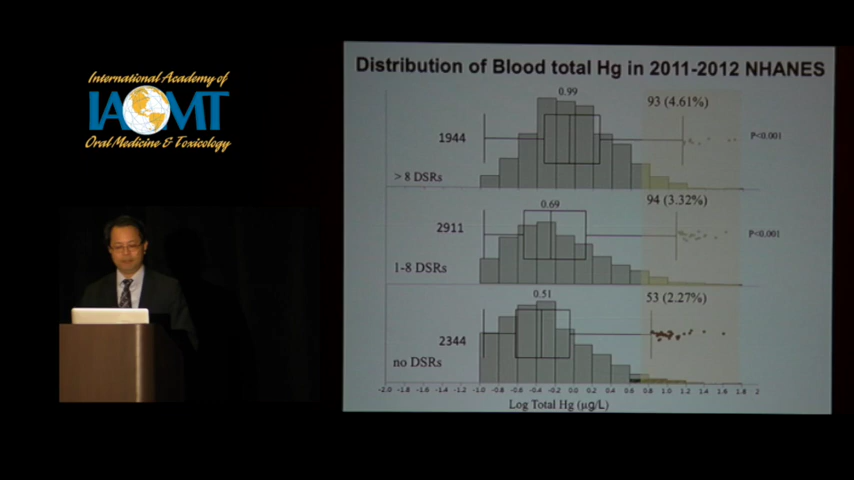 International Academy of
IAOMT
Oral Medicine & Toxicology
Distribution of Blood total Hg in 2011-2012 NHANES
0.99
93 (4.61%)
1944
P<0.001
> 8 DSRs
0.69
94 (3.32%)
2911
P<0.001
1-8 DSRs
0.51
53 (2.27%)
2344
no DSRs
-2.0 -1.8 -1.6 -1.4 -1.2 -1.0 -0.8 -0.6 -0.4 -0.2 0.0 0.2 0.4 0.6 0.8 1.0 1.2 1.4 1.6 1.8 2
Log Total Hg (µg/L)